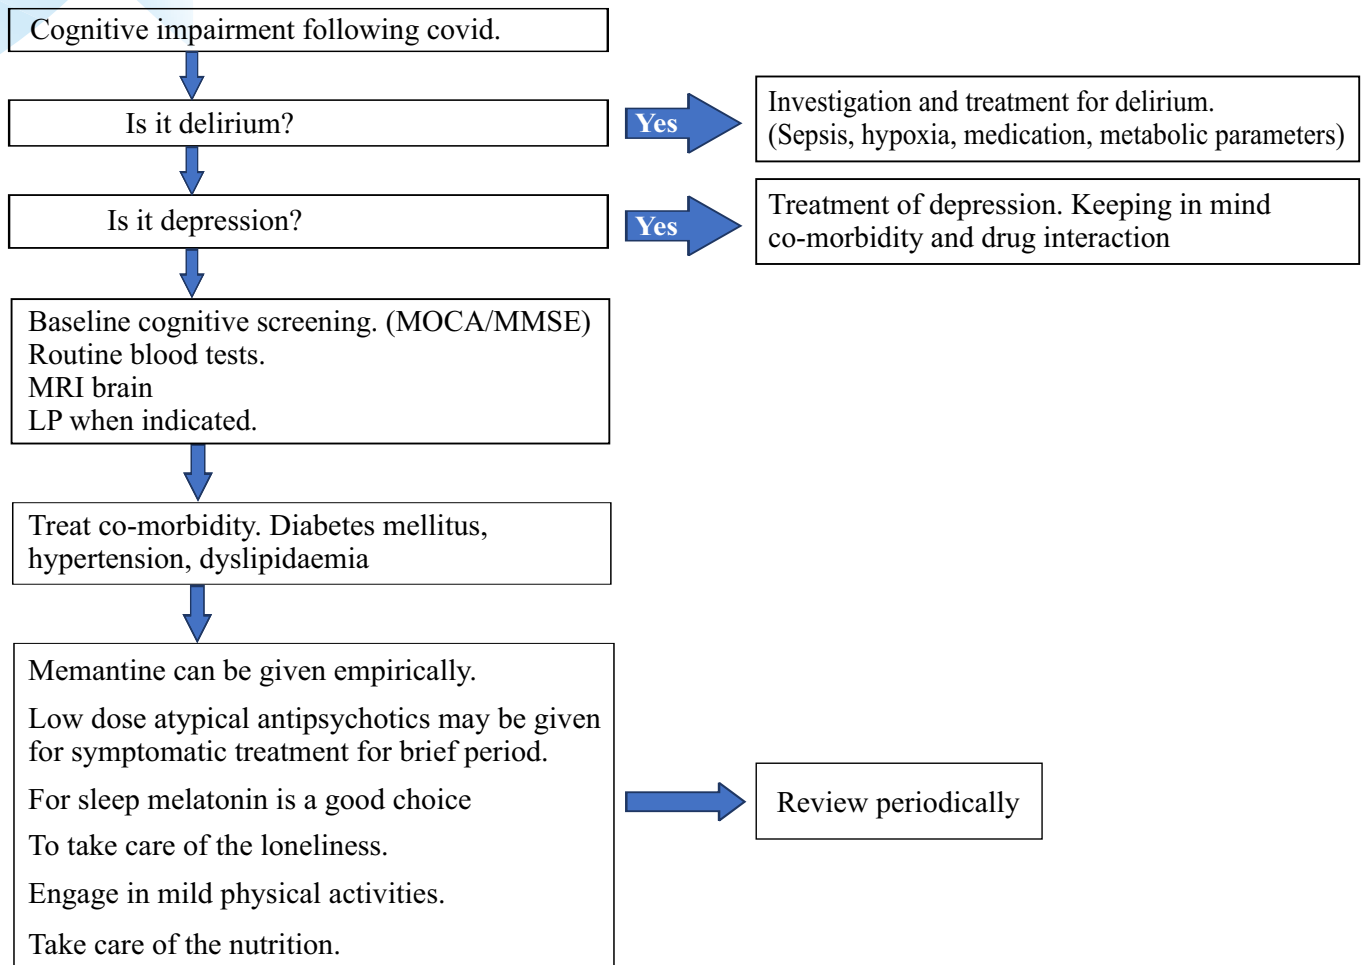 Cognitive impairment following covid.
Is it delirium?
Yes
Investigation and treatment for delirium.
(Sepsis, hypoxia, medication, metabolic parameters)
Is it depression?
Yes
Treatment of depression. Keeping in mind
co-morbidity and drug interaction
Baseline cognitive screening. (MOCA/MMSE)
Routine blood tests.
MRI brain
LP when indicated.
Treat co-morbidity. Diabetes mellitus,
hypertension, dyslipidaemia
Memantine can be given empirically.
Low dose atypical antipsychotics may be given
for symptomatic treatment for brief period.
For sleep melatonin is a good choice
To take care of the loneliness.
Engage in mild physical activities.
Take care of the nutrition.
Review periodically